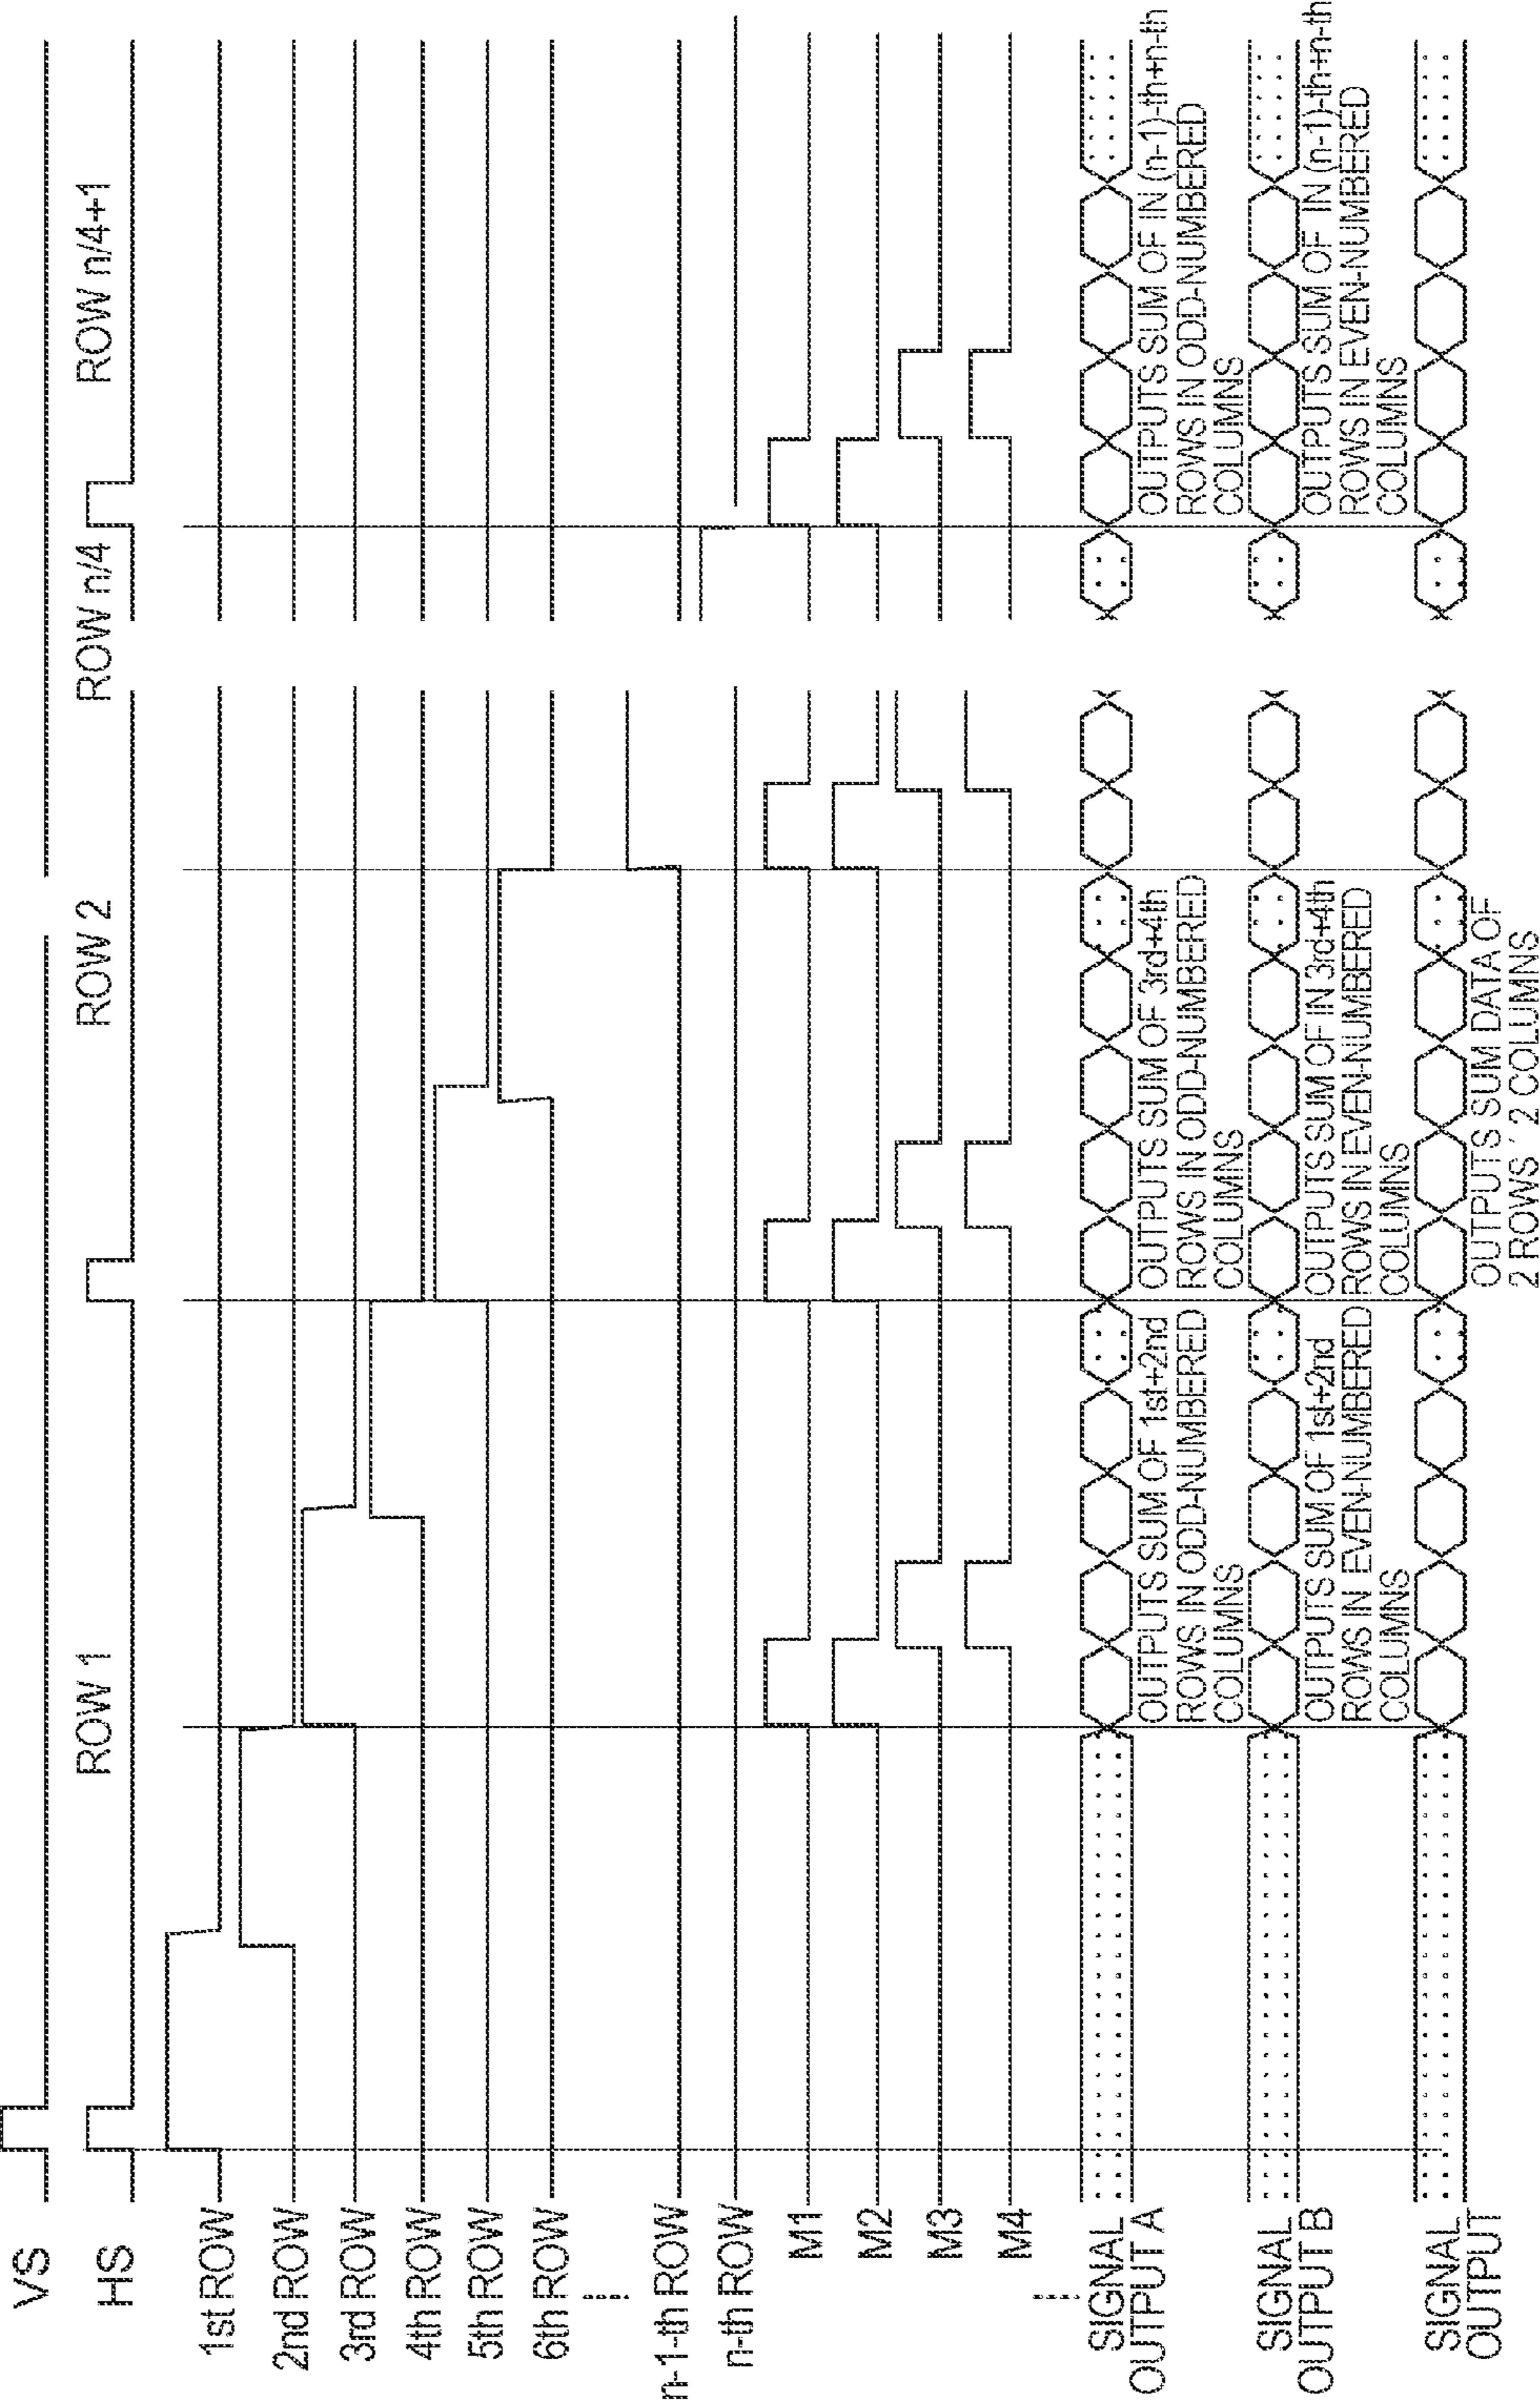 VS
HS
ROW 1
ROW 2
ROW n/4
ROW n/4+1
1st ROW
2nd ROW
3rd ROW
4th ROW
5th ROW
6th ROW
n-1-th ROW
n-th ROW
M1
M2
M3
M4
SIGNAL
OUTPUT A
OUTPUTS SUM OF 1st+2nd
ROWS IN ODD-NUMBERED
COLUMNS
OUTPUTS SUM OF 3rd+4th
ROWS IN ODD-NUMBERED
COLUMNS
OUTPUTS SUM OF IN (n-1)-th+n-th
ROWS IN ODD-NUMBERED
COLUMNS
SIGNAL
OUTPUT B
OUTPUTS SUM OF 1st+2nd
ROWS IN EVEN-NUMBERED
COLUMNS
OUTPUTS SUM OF IN 3rd+4th
ROWS IN EVEN-NUMBERED
COLUMNS
OUTPUTS SUM OF IN (n-1)-th+n-th
ROWS IN EVEN-NUMBERED
COLUMNS
SIGNAL
OUTPUT
OUTPUTS SUM DATA OF
2 ROWS ´ 2 COLUMNS